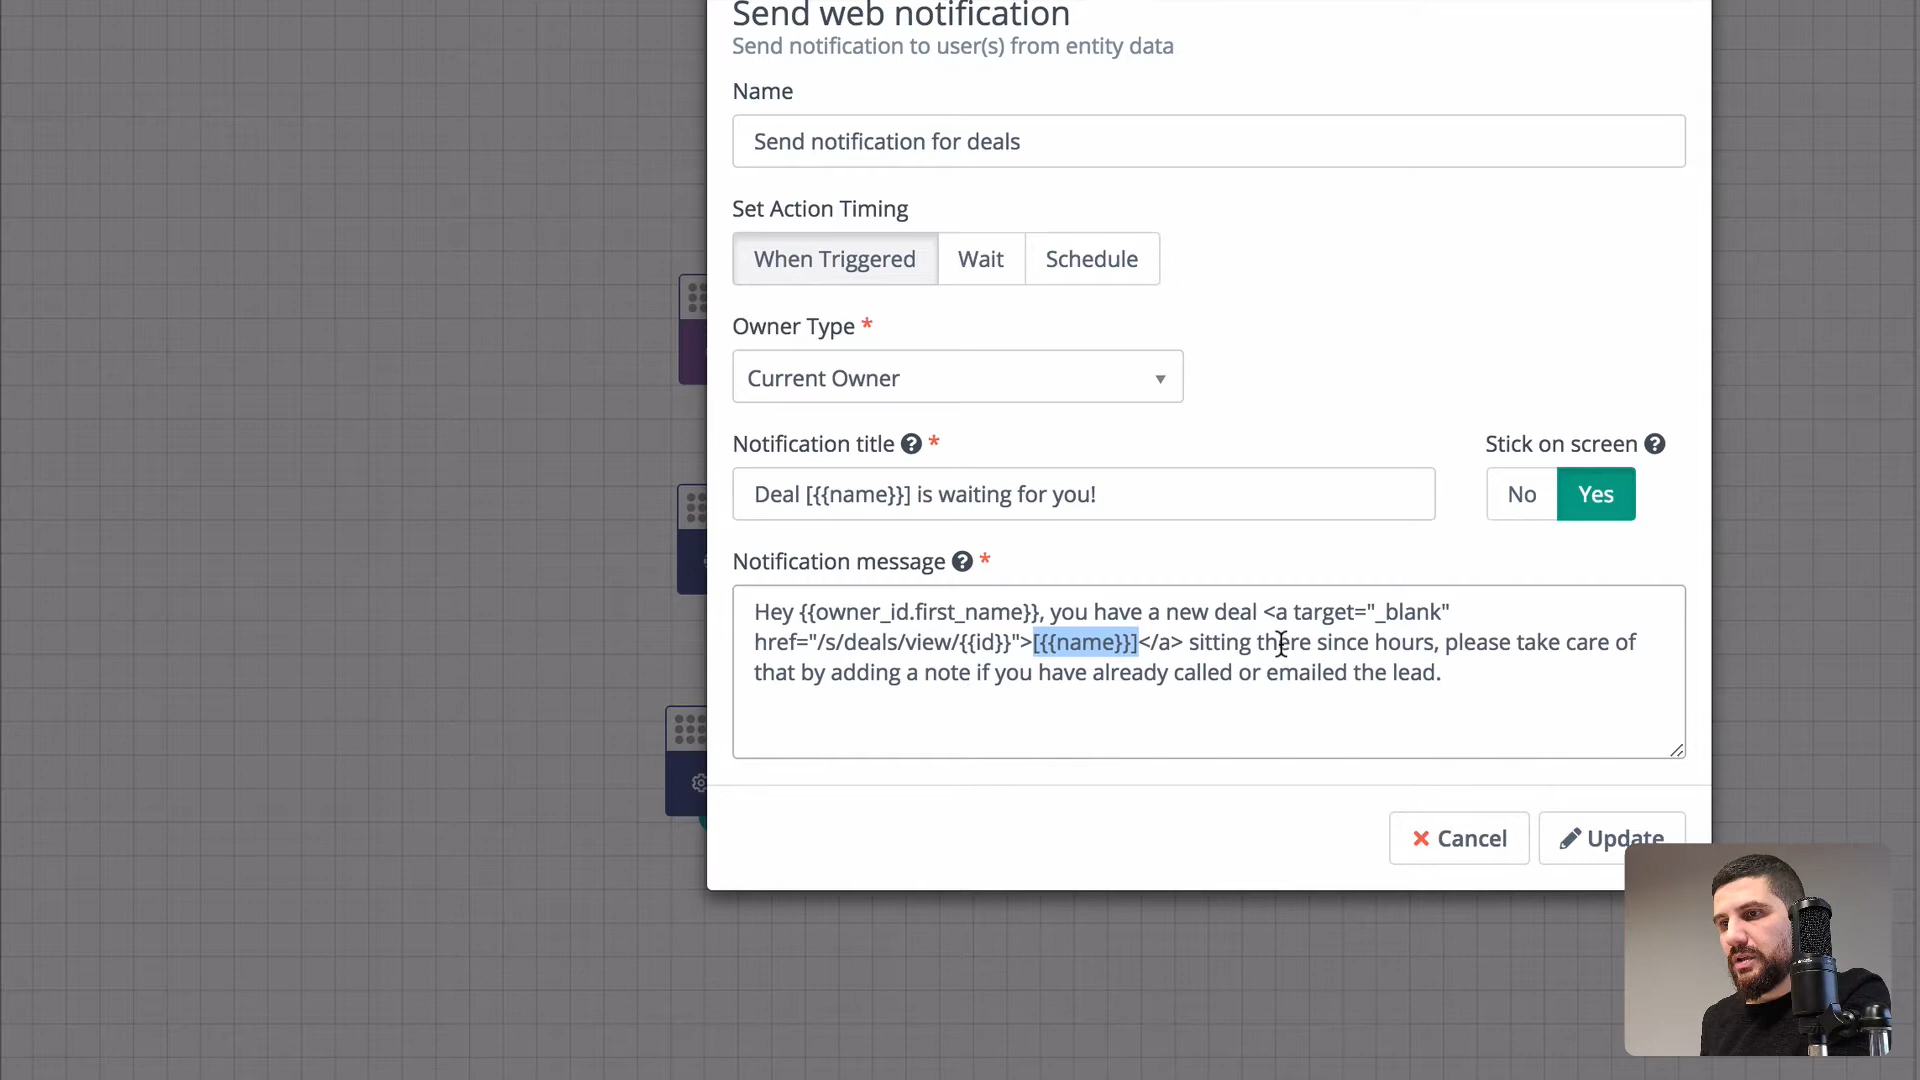 Send web notification
Send notification to user(s) from entity data
Name
Send notification for deals
Set Action Timing
When Triggered Wait Schedule
Owner Type *
Current Owner
Notification title * Stick on screen
Deal [{{name}}] is waiting for you! No Yes
Notification message *
Hey {{owner_id.first_name}}, you have a new deal <a target="_blank"
href="/s/deals/view/{{id}}">[{{name}}]</a> sitting there since hours, please take care of
that by adding a note if you have already called or emailed the lead.
Cancel Update